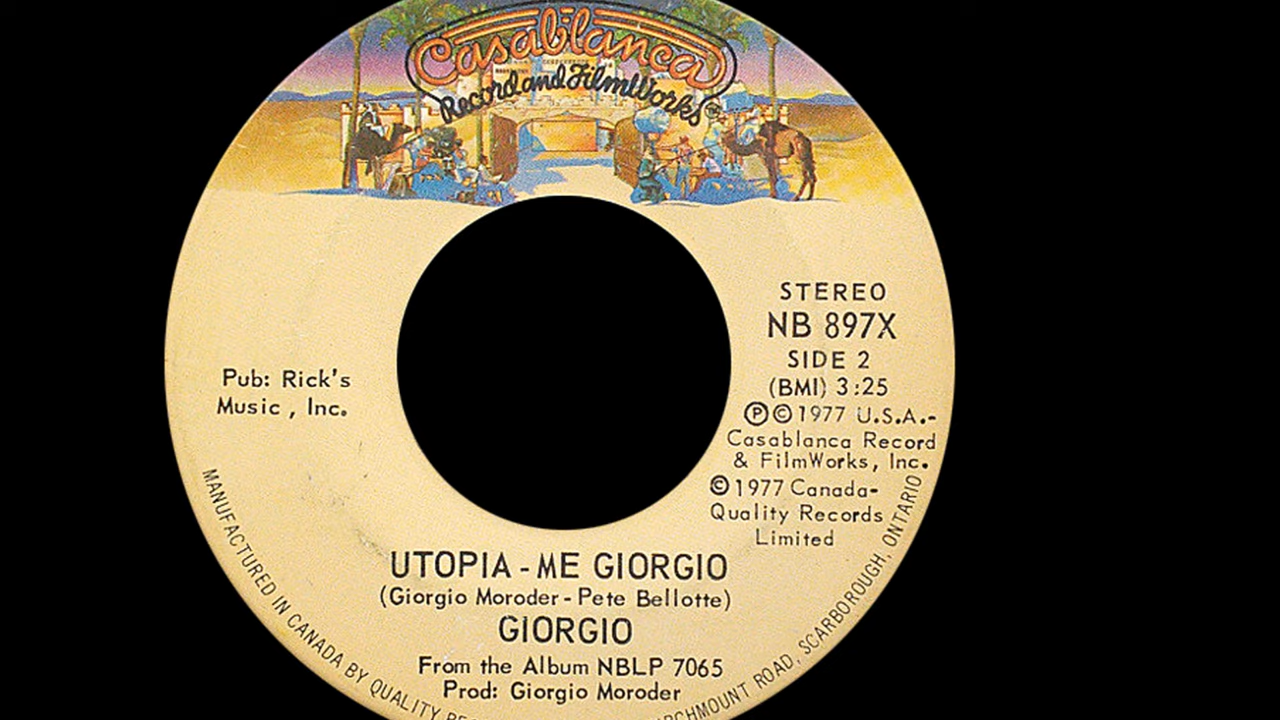 Casablanca
Record and FilmWorks
STEREO
NB 897X
SIDE 2
(BMI) 3:25
Ⓟ©1977 U.S.A.-
Casablanca Record
& FilmWorks, Inc.
©1977 Canada-
Quality Records
Limited
Pub: Rick's
Music, Inc.
UTOPIA - ME GIORGIO
(Giorgio Moroder - Pete Bellotte)
GIORGIO
From the Album NBLP 7065
Prod: Giorgio Moroder
MANUFACTURED IN CANADA BY QUALITY ROAD, SCARBOROUGH, ONTARIO